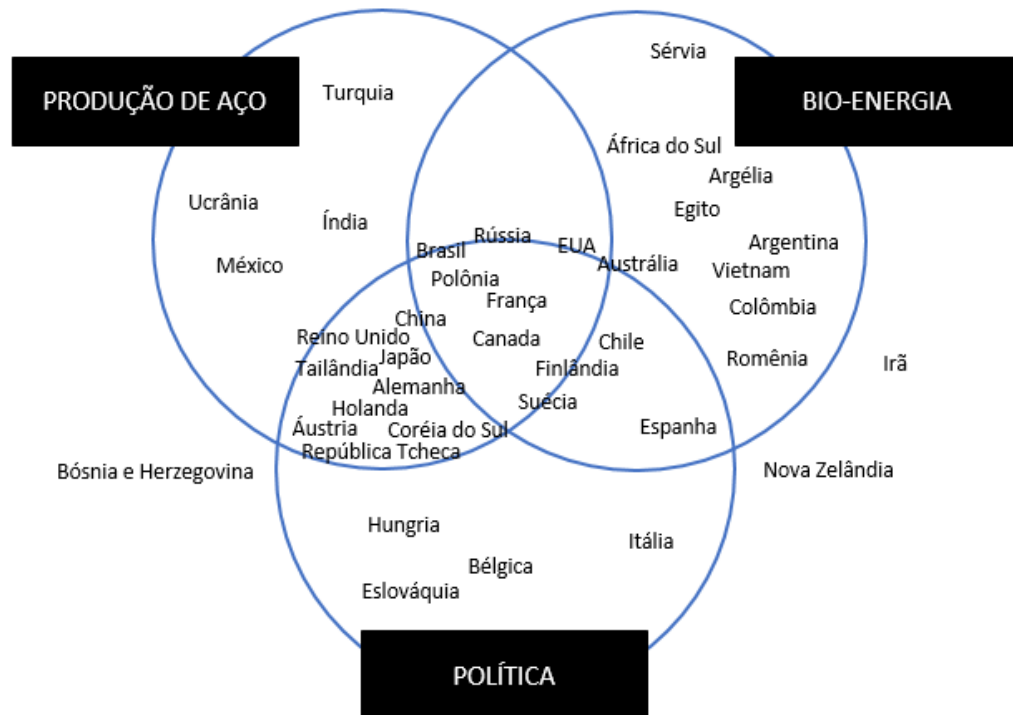 Sérvia
PRODUÇÃO DE AÇO
BIO-ENERGIA
Turquia
África do Sul
Argélia
Ucrânia
Egito
Índia
Rússia
EUA
Argentina
Brasil
México
Austrália
Vietnam
Polônia
França
Colômbia
China
Reino Unido
Canada
Chile
Japão
Romênia
Irã
Tailândia
Finlândia
Alemanha
Holanda
Suécia
Áustria
Coréia do Sul
Espanha
República Tcheca
Bósnia e Herzegovina
Nova Zelândia
Hungria
Itália
Bélgica
Eslováquia
POLÍTICA